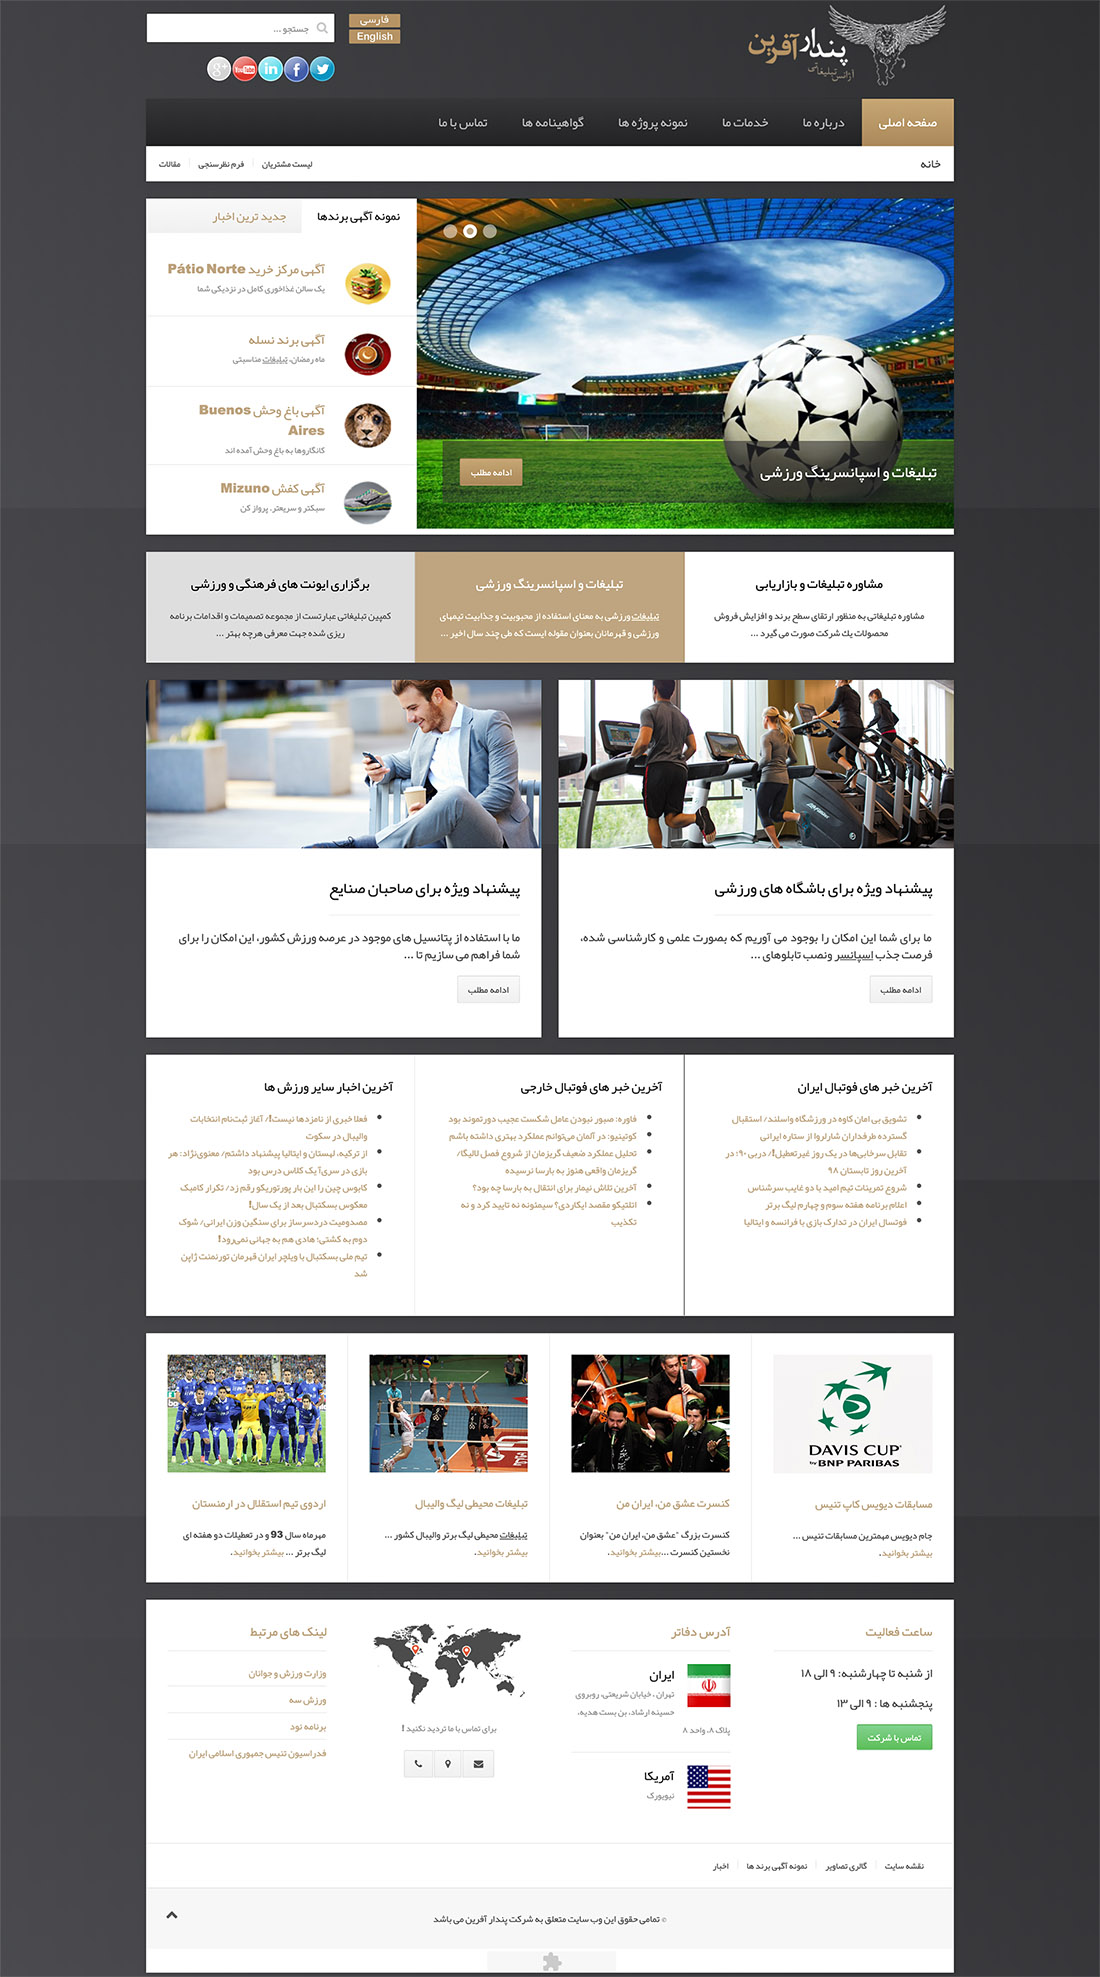 پندار آفرین
آژانس تبلیغاتی
فارسی
English
جستجو ...
صفحه اصلی
درباره ما
خدمات ما
نمونه پروژه ها
گواهینامه ها
تماس با ما
خانه
لیست مشتریان
فرم نظرسنجی
مقالات
تبلیغات و اسپانسرینگ ورزشی
ادامه مطلب
نمونه آگهی برندها
جدید ترین اخبار
آگهی مرکز خرید Pátio Norte
یک سالن غذاخوری کامل در نزدیکی شما
آگهی برند نسله
ماه رمضان، تبلیغات مناسبتی
آگهی باغ وحش Buenos
Aires
کانگاروها به باغ وحش آمده اند
آگهی کفش Mizuno
سبکتر و سریعتر، پرواز کن
مشاوره تبلیغات و بازاریابی
مشاوره تبلیغاتی به منظور ارتقای سطح برند و افزایش فروش
محصولات یك شرکت صورت می گیرد ...
تبلیغات و اسپانسرینگ ورزشی
تبلیغات ورزشی به معنای استفاده از محبوبیت و جذابیت تیمهای
ورزشی و قهرمانان بعنوان مقوله ایست که طی چند سال اخیر ...
برگزاری ایونت های فرهنگی و ورزشی
کمپین تبلیغاتی عبارتست از مجموعه تصمیمات و اقدامات برنامه
ریزی شده جهت معرفی هرچه بهتر ...
پیشنهاد ویژه برای باشگاه های ورزشی
ما برای شما این امکان را بوجود می آوریم که بصورت علمی و کارشناسی شده،
فرصت جذب اسپانسر ونصب تابلوهای ...
ادامه مطلب
پیشنهاد ویژه برای صاحبان صنایع
ما با استفاده از پتانسیل های موجود در عرصه ورزش کشور، این امکان را برای
شما فراهم می سازیم تا ...
ادامه مطلب
آخرین خبر های فوتبال ایران
تشویق بی امان کاوه در ورزشگاه واسلند/ استقبال
گسترده طرفداران شارلروا از ستاره ایرانی
تقابل سرخابی‌ها در یک روز غیرتعطیل!/ دربی ۹۰؛ در
آخرین روز تابستان ۹۸
شروع تمرینات تیم امید با دو غایب سرشناس
اعلام برنامه هفته سوم و چهارم لیگ برتر
فوتسال ایران در تدارک بازی با فرانسه و ایتالیا
آخرین خبر های فوتبال خارجی
فاوره: صبور نبودن عامل شکست عجیب دورتموند بود
کوتینیو: در آلمان می‌توانم عملکرد بهتری داشته باشم
تحلیل عملکرد ضعیف گریزمان از شروع فصل لالیگا/
گریزمان واقعی هنوز به بارسا نرسیده
آخرین تلاش نیمار برای انتقال به بارسا چه بود؟
اتلتیکو مقصد ایکاردی؟ سیمئونه نه تایید کرد و نه
تکذیب
آخرین اخبار سایر ورزش ها
فعلا خبری از نامزدها نیست!/ آغاز ثبت‌نام انتخابات
والیبال در سکوت
از ترکیه، لهستان و ایتالیا پیشنهاد داشتم/ معنوی‌نژاد: هر
بازی در سری‌آ یک کلاس درس بود
کابوس چین را این بار پورتوریکو رقم زد/ تکرار کامبک
معکوس بسکتبال بعد از یک سال!
مصدومیت دردسرساز برای سنگین وزن ایرانی/ شوک
دوم به کشتی؛ هادی هم به جهانی نمی‌رود!
تیم ملی بسکتبال با ویلچر ایران قهرمان تورنمنت ژاپن
شد
DAVIS CUP
by BNP PARIBAS
مسابقات دیویس کاپ تنیس
جام دیویس مهمترین مسابقات تنیس ...
بیشتر بخوانید.
کنسرت عشق من، ایران من
کنسرت بزرگ "عشق من، ایران من" بعنوان
نخستین کنسرت ...بیشتر بخوانید.
تبلیغات محیطی لیگ والیبال
تبلیغات محیطی لیگ برتر والیبال کشور ...
بیشتر بخوانید.
اردوی تیم استقلال در ارمنستان
مهرماه سال 93 و در تعطیلات دو هفته ای
لیگ برتر ... بیشتر بخوانید.
ساعت فعالیت
از شنبه تا چهارشنبه: ۹ الی ۱۸
پنجشنبه ها : ۹ الی ۱۳
تماس با شرکت
آدرس دفاتر
ایران
تهران ، خیابان شریعتی، روبروی
حسینه ارشاد، بن بست هدیه،
پلاک ۸، واحد ۸
آمریکا
نیویورک
برای تماس با ما تردید نکنید !
لینک های مرتبط
وزارت ورزش و جوانان
ورزش سه
برنامه نود
فدراسیون تنیس جمهوری اسلامی ایران
نقشه سایت
گالری تصاویر
نمونه آگهی برند ها
اخبار
© تمامی حقوق این وب سایت متعلق به شرکت پندار آفرین می باشد